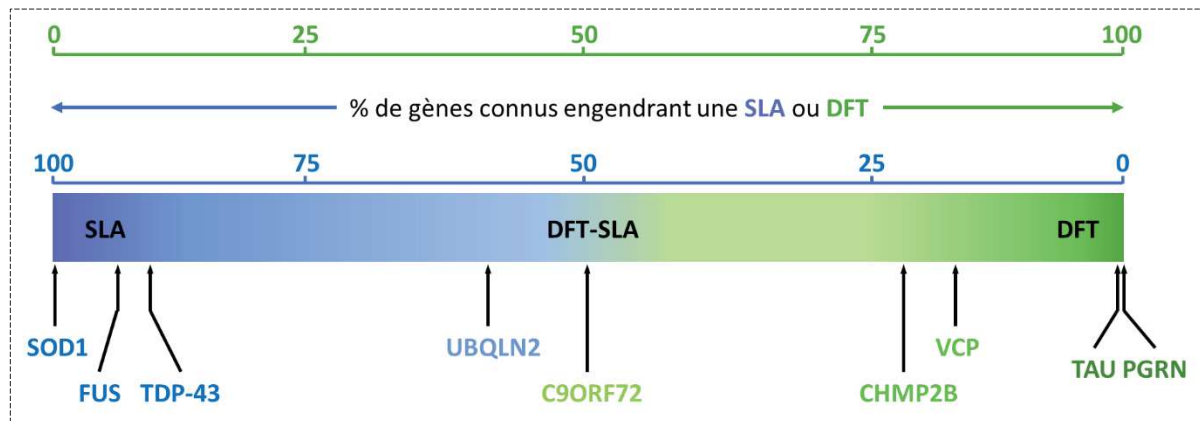 0 25 50 75 100
% de gènes connus engendrant une SLA ou DFT
100 75 50 25 0
SLA DFT-SLA DFT
SOD1 UBQLN2 VCP TAU PGRN
FUS TDP-43 C9ORF72 CHMP2B